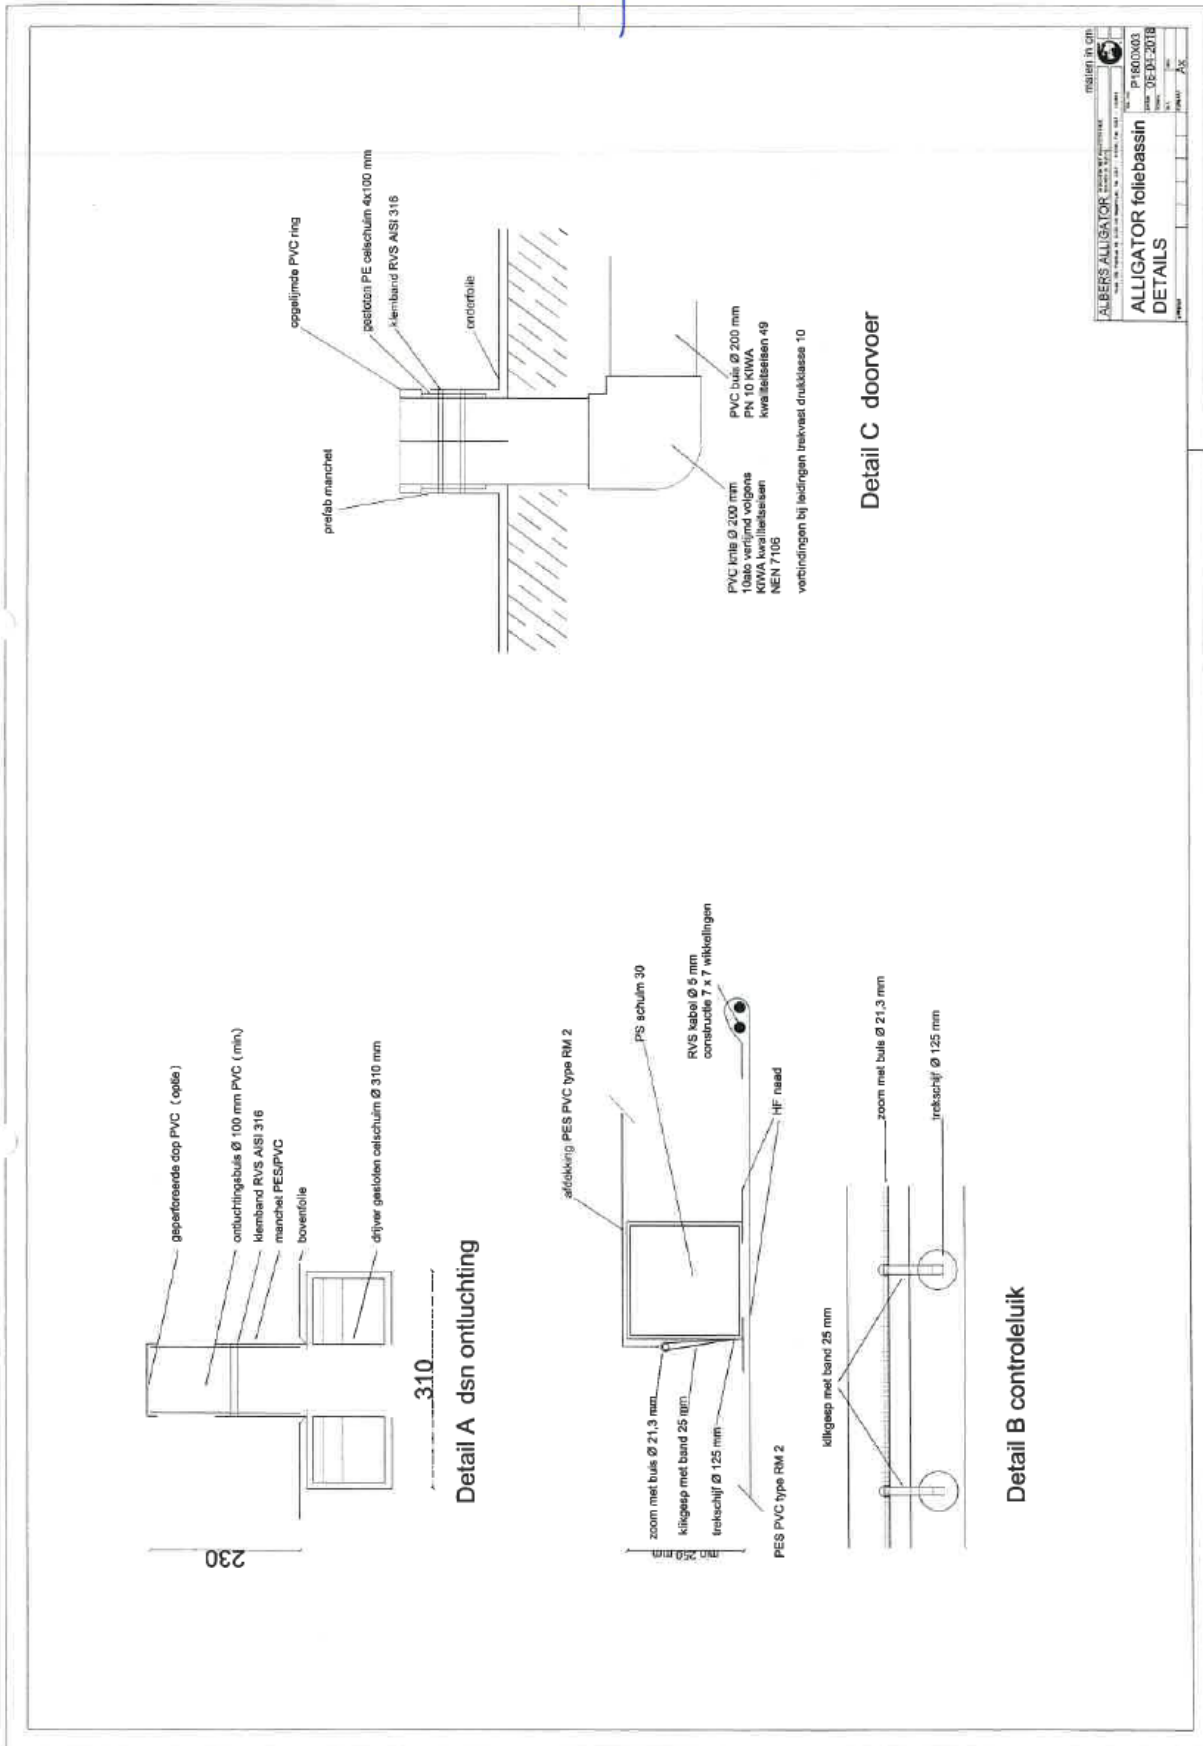 geperforeerde dop PVC ( optie )
ontluchtingsbuis Ø 100 mm PVC ( min.)
klemband RVS AISI 316
manchet PES/PVC
bovenfolie
drijver gesloten celschuim Ø 310 mm
230
310
Detail A dsn ontluchting
afdekking PES PVC type RM 2
PS schuim 30
RVS kabel Ø 5 mm
constructie 7 x 7 wikkelingen
zoom met buis Ø 21,3 mm
klikgesp met band 25 mm
trekschijf Ø 125 mm
250
HF naad
PES PVC type RM 2
zoom met buis Ø 21,3 mm
trekschijf Ø 125 mm
klikgesp met band 25 mm
Detail B controleluik
opgelijmde PVC ring
gesloten PE celschuim 4x100 mm
klemband RVS AISI 316
onderfolie
prefab manchet
PVC knie Ø 200 mm
10ato verlijmd volgens
KIWA kwaliteitseisen
NEN 7106
PVC buis Ø 200 mm
PN 10 KIWA
kwaliteitseisen 49
verbindingen bij leidingen trekvast drukklasse 10
Detail C doorvoer
maten in cm
ALBERS ALLIGATOR
ALLIGATOR foliebassin
DETAILS
P1600X03
06-04-2018
Ax